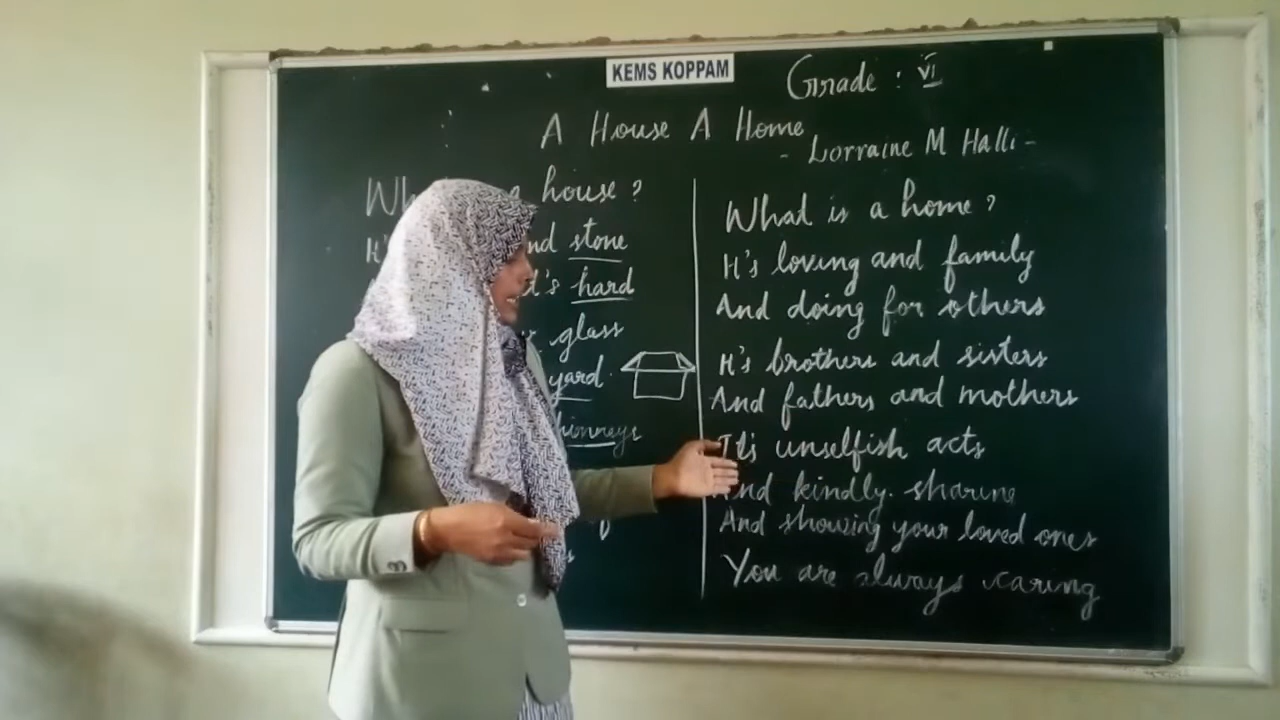 KEMS KOPPAM
Grade : VI
A House A Home
- Lorraine M Halli -
house ?
stone
hard
glass
yard.
What is a home ?
It's loving and family
And doing for others
It's brothers and sisters
And fathers and mothers
It's unselfish acts
And kindly sharing
And showing your loved ones
You are always caring